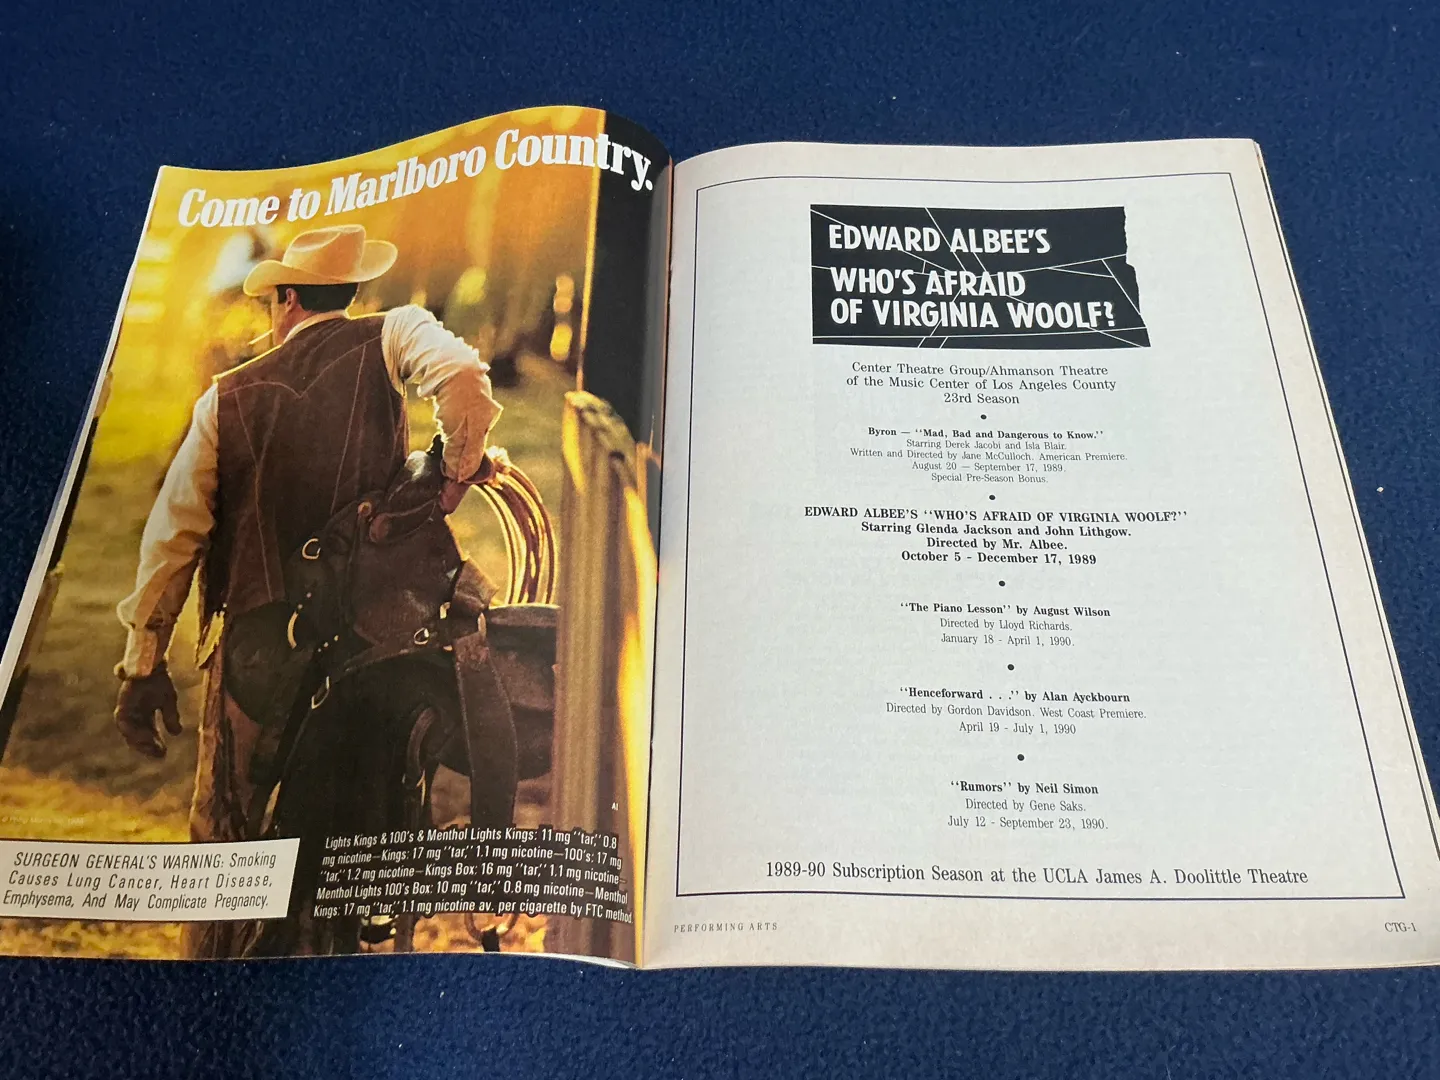 Come to Marlboro Country.
AI
SURGEON GENERAL'S WARNING: Smoking
Causes Lung Cancer, Heart Disease,
Emphysema, And May Complicate Pregnancy.
Lights Kings & 100's & Menthol Lights Kings: 11 mg "tar," 0.8
mg nicotine—Kings: 17 mg "tar," 1.1 mg nicotine—100's: 17 mg
"tar," 1.2 mg nicotine—Kings Box: 16 mg "tar," 1.1 mg nicotine—
Menthol Lights 100's Box: 10 mg "tar," 0.8 mg nicotine—Menthol
Kings: 17 mg "tar," 1.1 mg nicotine av. per cigarette by FTC method
EDWARD ALBEE'S
WHO'S AFRAID
OF VIRGINIA WOOLF?
Center Theatre Group/Ahmanson Theatre
of the Music Center of Los Angeles County
23rd Season
Byron — "Mad, Bad and Dangerous to Know."
Starring Derek Jacobi and Isla Blair.
Written and Directed by Jane McCulloch. American Premiere.
August 20 — September 17, 1989.
Special Pre-Season Bonus.
EDWARD ALBEE'S "WHO'S AFRAID OF VIRGINIA WOOLF?"
Starring Glenda Jackson and John Lithgow.
Directed by Mr. Albee.
October 5 - December 17, 1989
"The Piano Lesson" by August Wilson
Directed by Lloyd Richards.
January 18 - April 1, 1990.
"Henceforward . . ." by Alan Ayckbourn
Directed by Gordon Davidson. West Coast Premiere.
April 19 - July 1, 1990
"Rumors" by Neil Simon
Directed by Gene Saks.
July 12 - September 23, 1990.
1989-90 Subscription Season at the UCLA James A. Doolittle Theatre
PERFORMING ARTS
CTG-1